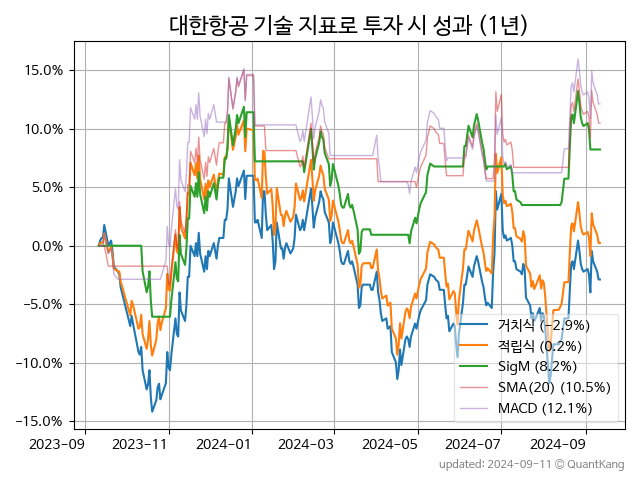 대한항공 기술 지표로 투자 시 성과 (1년)
15.0%
10.0%
5.0%
0.0%
−5.0%
−10.0%
−15.0%
거치식 (−2.9%)
적립식 (0.2%)
SigM (8.2%)
SMA(20) (10.5%)
MACD (12.1%)
2023-09 2023-11 2024-01 2024-03 2024-05 2024-07 2024-09
updated: 2024-09-11 © QuantKang